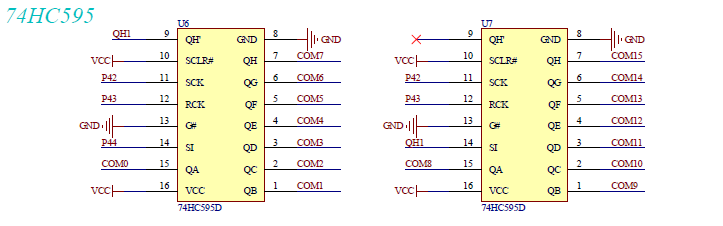 74HC595
U6 U7
QH1 9 QH' GND 8 GND 9 QH' GND 8 GND
VCC 10 SCLR# QH 7 COM7 VCC 10 SCLR# QH 7 COM15
P42 11 SCK QG 6 COM6 P42 11 SCK QG 6 COM14
P43 12 RCK QF 5 COM5 P43 12 RCK QF 5 COM13
GND 13 G# QE 4 COM4 GND 13 G# QE 4 COM12
P44 14 SI QD 3 COM3 QH1 14 SI QD 3 COM11
COM0 15 QA QC 2 COM2 COM8 15 QA QC 2 COM10
VCC 16 VCC QB 1 COM1 VCC 16 VCC QB 1 COM9
74HC595D 74HC595D